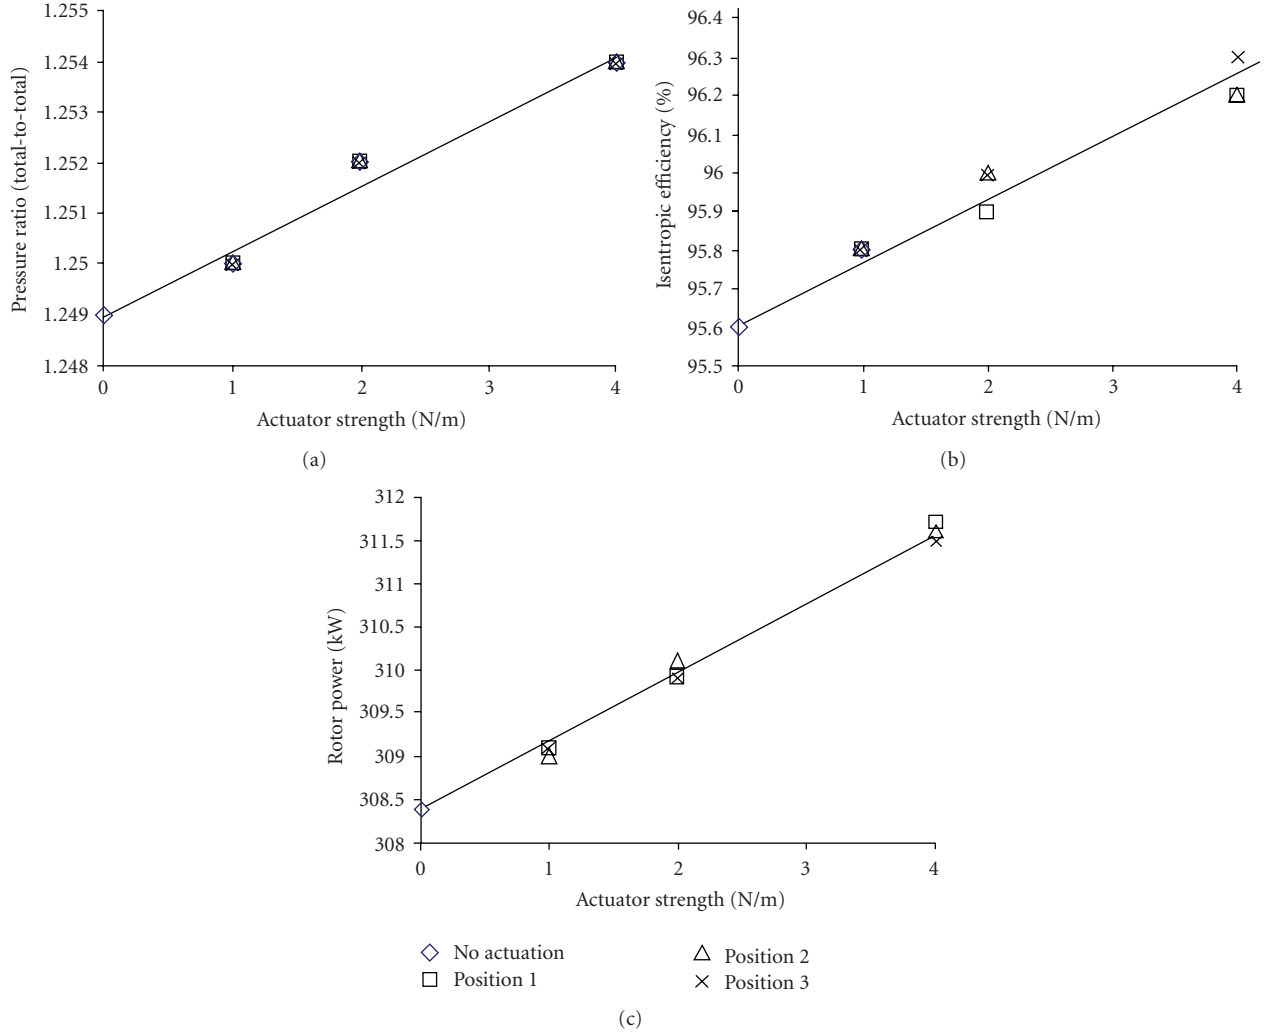 1.255
1.254
1.253
1.252
1.251
1.25
1.249
1.248
Pressure ratio (total-to-total)
0 1 2 3 4
Actuator strength (N/m)
(a)
96.4
96.3
96.2
96.1
96
95.9
95.8
95.7
95.6
95.5
Isentropic efficiency (%)
0 1 2 3 4
Actuator strength (N/m)
(b)
312
311.5
311
310.5
310
309.5
309
308.5
308
Rotor power (kW)
0 1 2 3 4
Actuator strength (N/m)
No actuation
Position 1
Position 2
Position 3
(c)